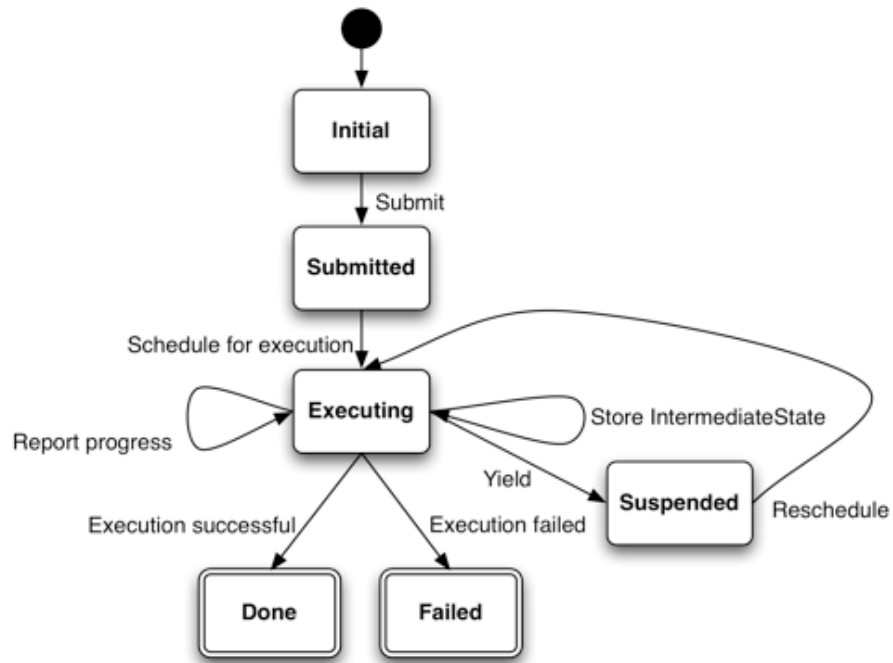 Initial
Submit
Submitted
Schedule for execution
Executing
Store IntermediateState
Report progress
Yield
Suspended
Reschedule
Execution successful
Execution failed
Done
Failed